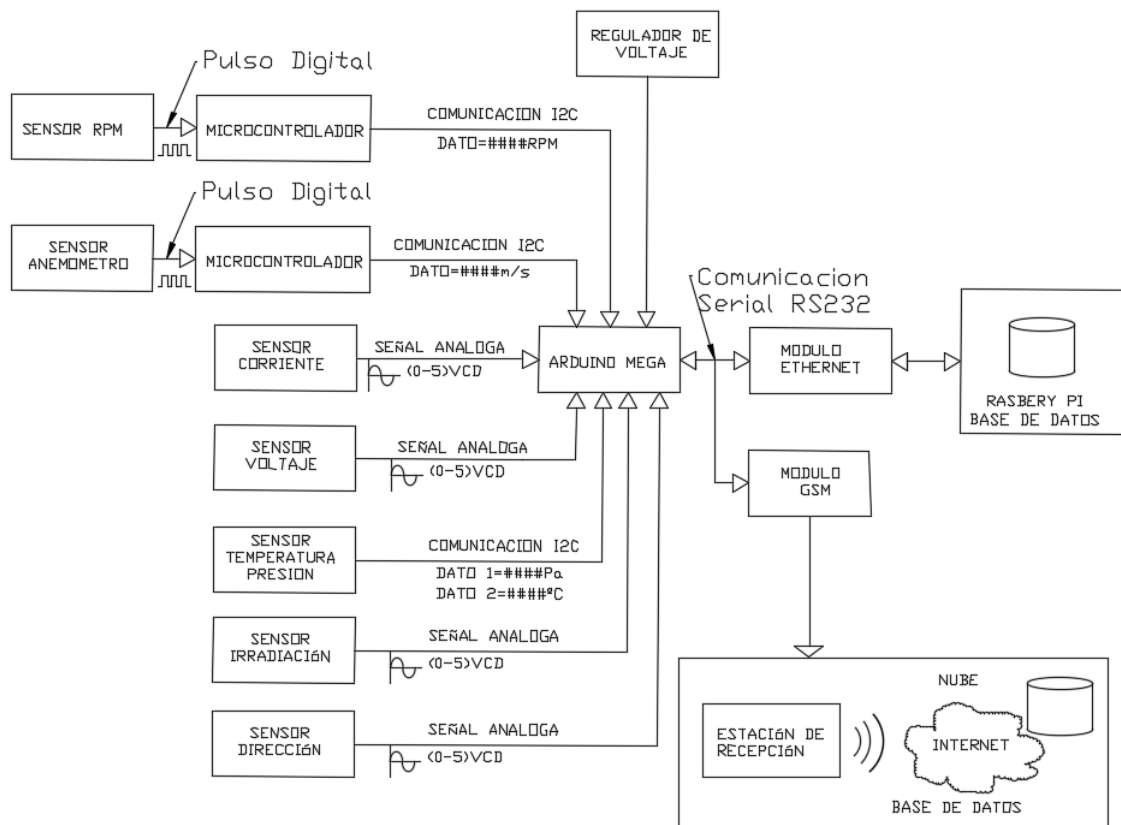 REGULADOR DE
VOLTAJE
Pulso Digital
SENSOR RPM
MICROCONTROLADOR
COMUNICACION I2C
DATO=####RPM
Pulso Digital
SENSOR
ANEMOMETRO
MICROCONTROLADOR
COMUNICACION I2C
DATO=####m/s
Comunicacion
Serial RS232
SENSOR
CORRIENTE
SEÑAL ANALOGA
(0-5)VCD
ARDUINO MEGA
MODULO
ETHERNET
RASBERY PI
BASE DE DATOS
SENSOR
VOLTAJE
SEÑAL ANALOGA
(0-5)VCD
MODULO
GSM
SENSOR
TEMPERATURA
PRESION
COMUNICACION I2C
DATO 1=####Pa
DATO 2=####ºC
SENSOR
IRRADIACIóN
SEÑAL ANALOGA
(0-5)VCD
SENSOR
DIRECCIóN
SEÑAL ANALOGA
(0-5)VCD
NUBE
ESTACIóN DE
RECEPCIóN
INTERNET
BASE DE DATOS